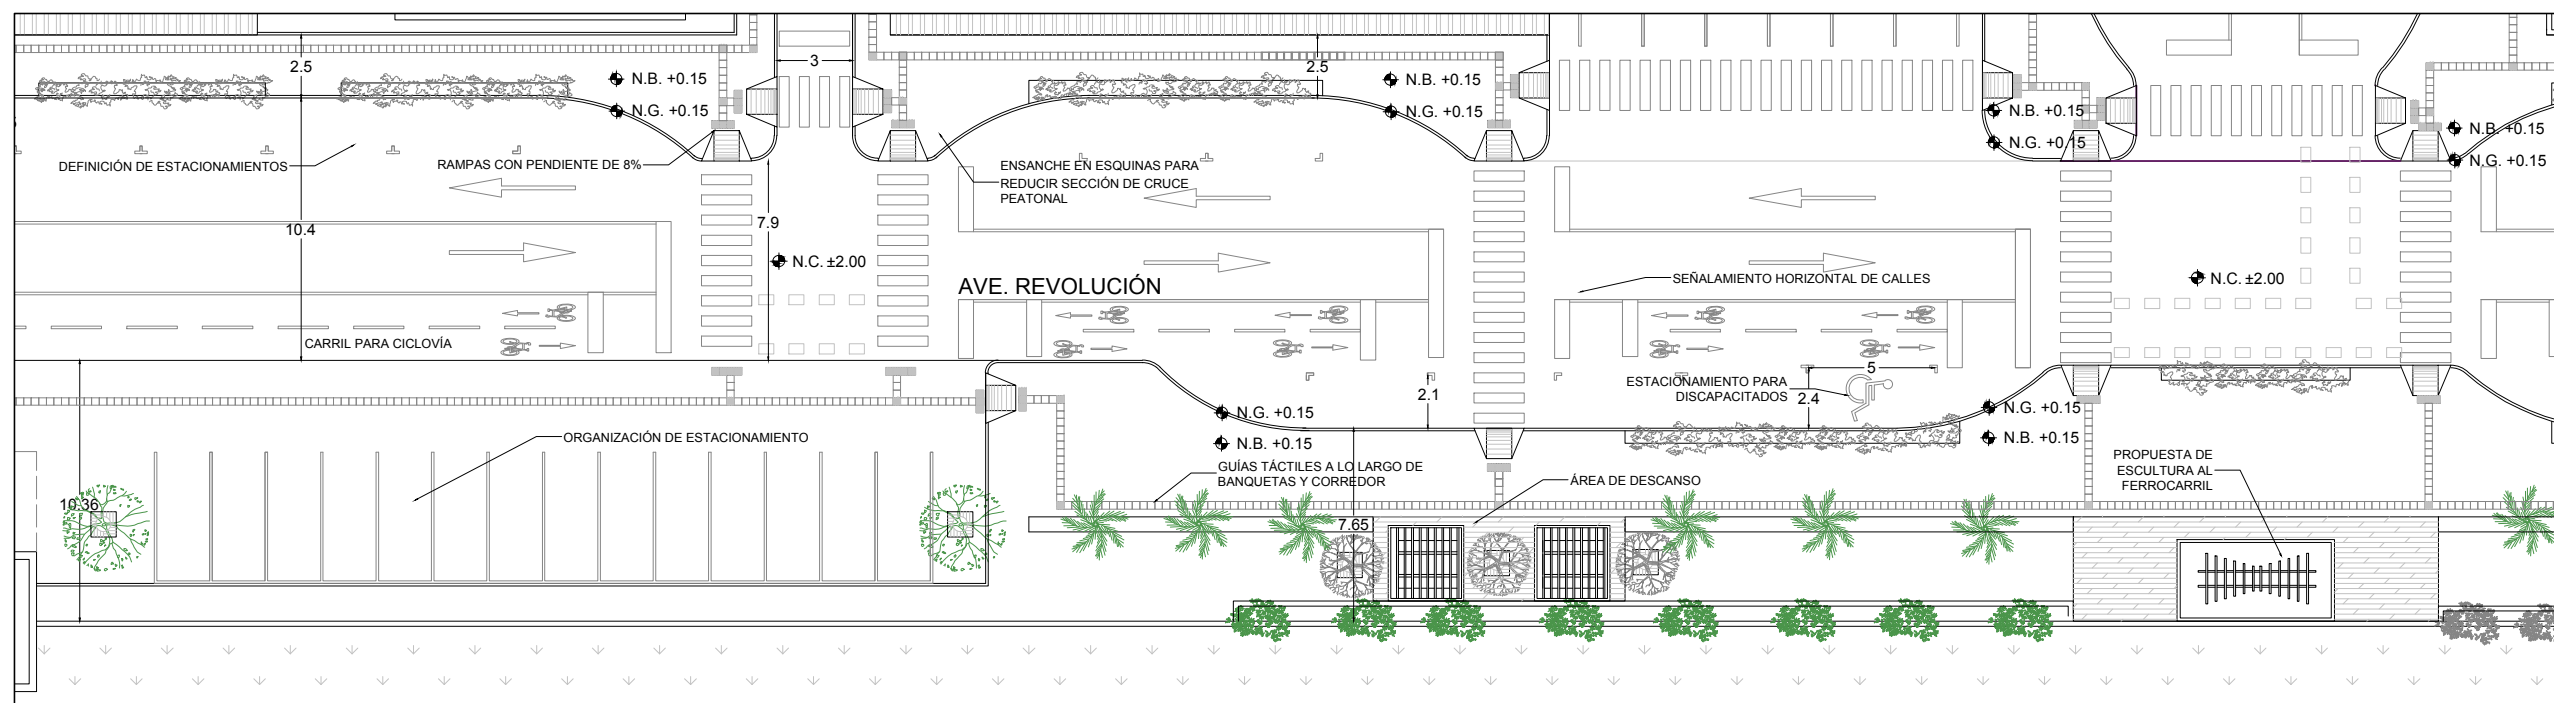 2.5
3
2.5
N.B. +0.15
N.G. +0.15
N.B. +0.15
N.G. +0.15
N.B. +0.15
N.G. +0.15
N.B. +0.15
N.G. +0.15
DEFINICIÓN DE ESTACIONAMIENTOS
RAMPAS CON PENDIENTE DE 8%
ENSANCHE EN ESQUINAS PARA
REDUCIR SECCIÓN DE CRUCE
PEATONAL
10.4
7.9
N.C. ±2.00
AVE. REVOLUCIÓN
SEÑALAMIENTO HORIZONTAL DE CALLES
N.C. ±2.00
CARRIL PARA CICLOVÍA
5
ESTACIONAMIENTO PARA
DISCAPACITADOS
2.1
2.4
N.G. +0.15
N.B. +0.15
N.G. +0.15
N.B. +0.15
ORGANIZACIÓN DE ESTACIONAMIENTO
GUÍAS TÁCTILES A LO LARGO DE
BANQUETAS Y CORREDOR
ÁREA DE DESCANSO
PROPUESTA DE
ESCULTURA AL
FERROCARRIL
10.36
7.65